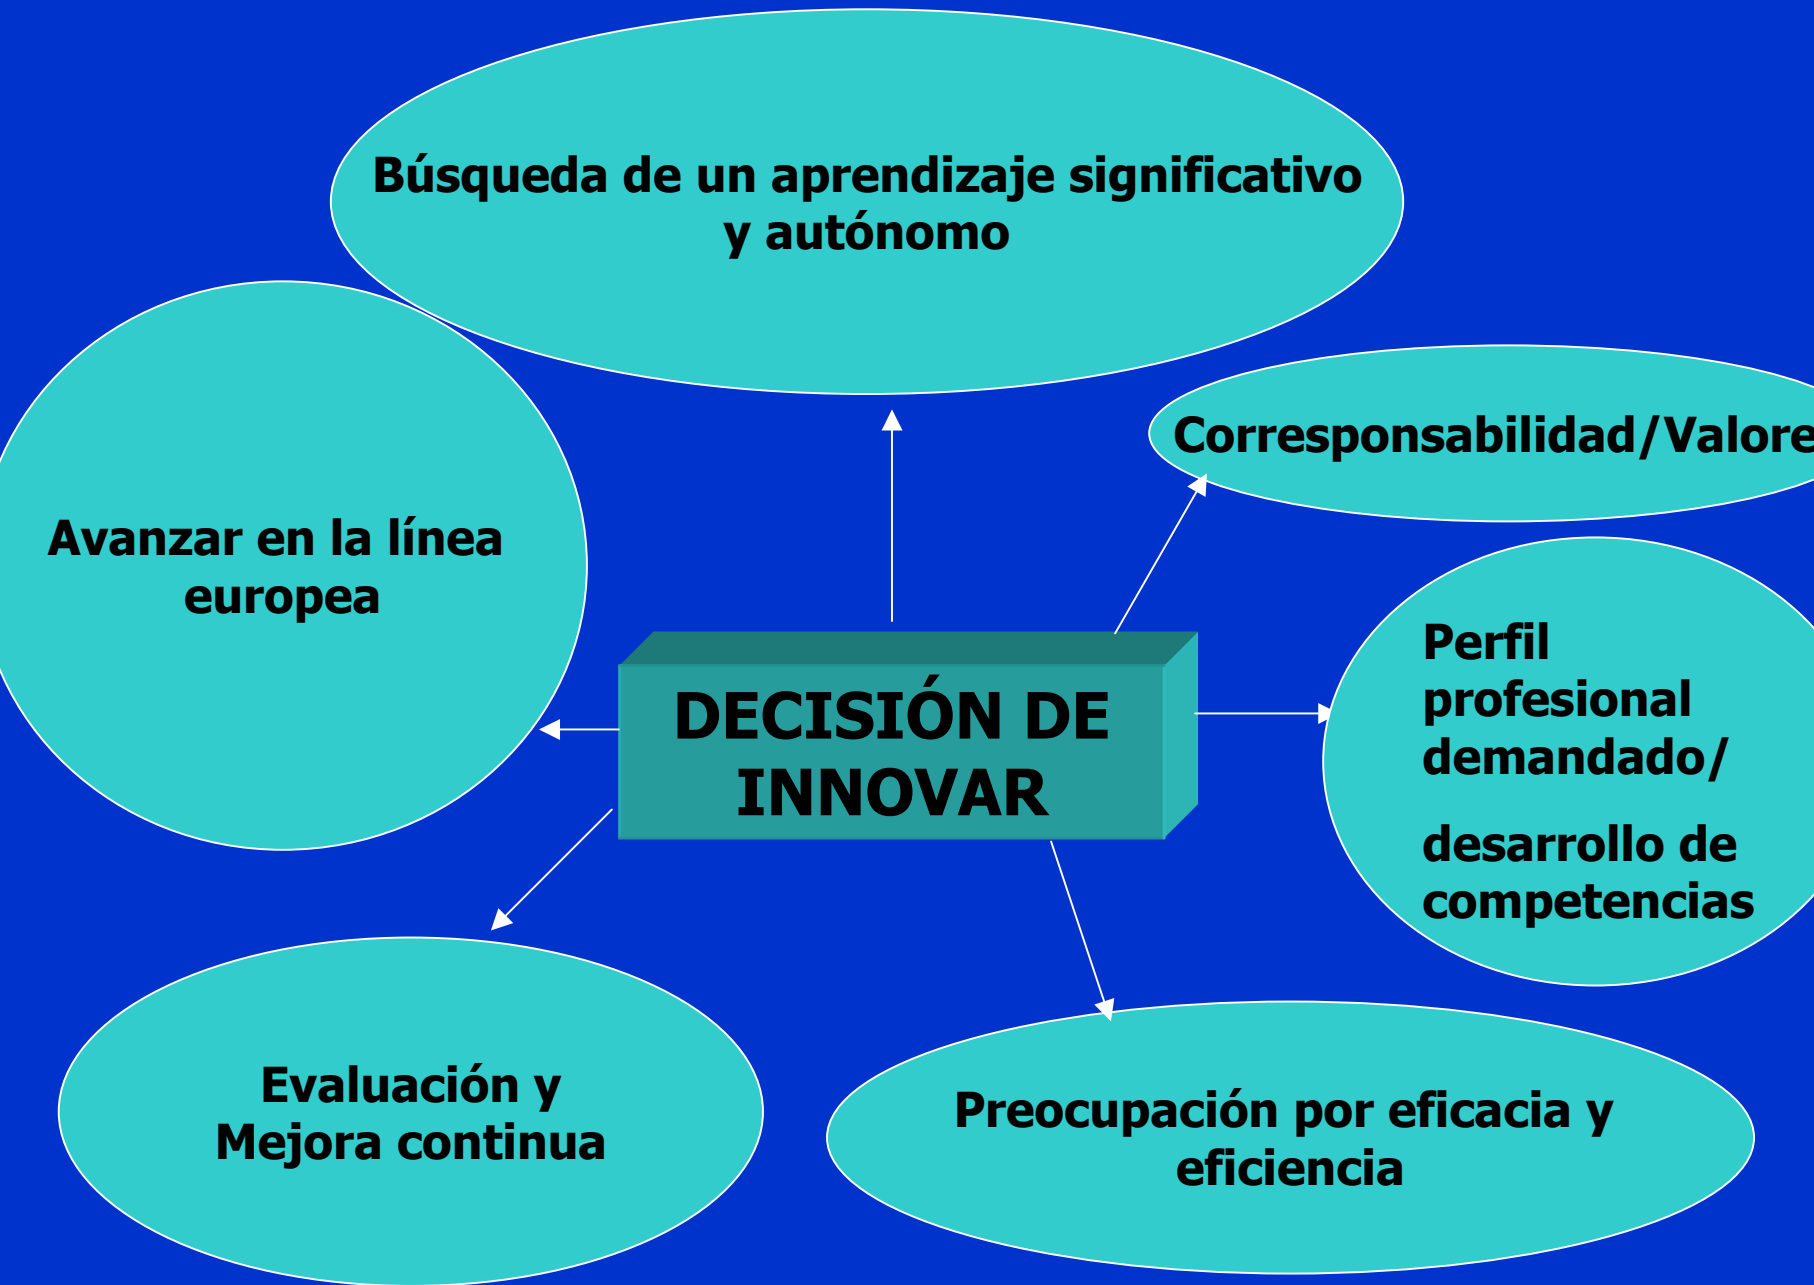 Búsqueda de un aprendizaje significativo
y autónomo
Corresponsabilidad/Valore
Avanzar en la línea
europea
Perfil
profesional
demandado/
desarrollo de
competencias
DECISIÓN DE
INNOVAR
Evaluación y
Mejora continua
Preocupación por eficacia y
eficiencia